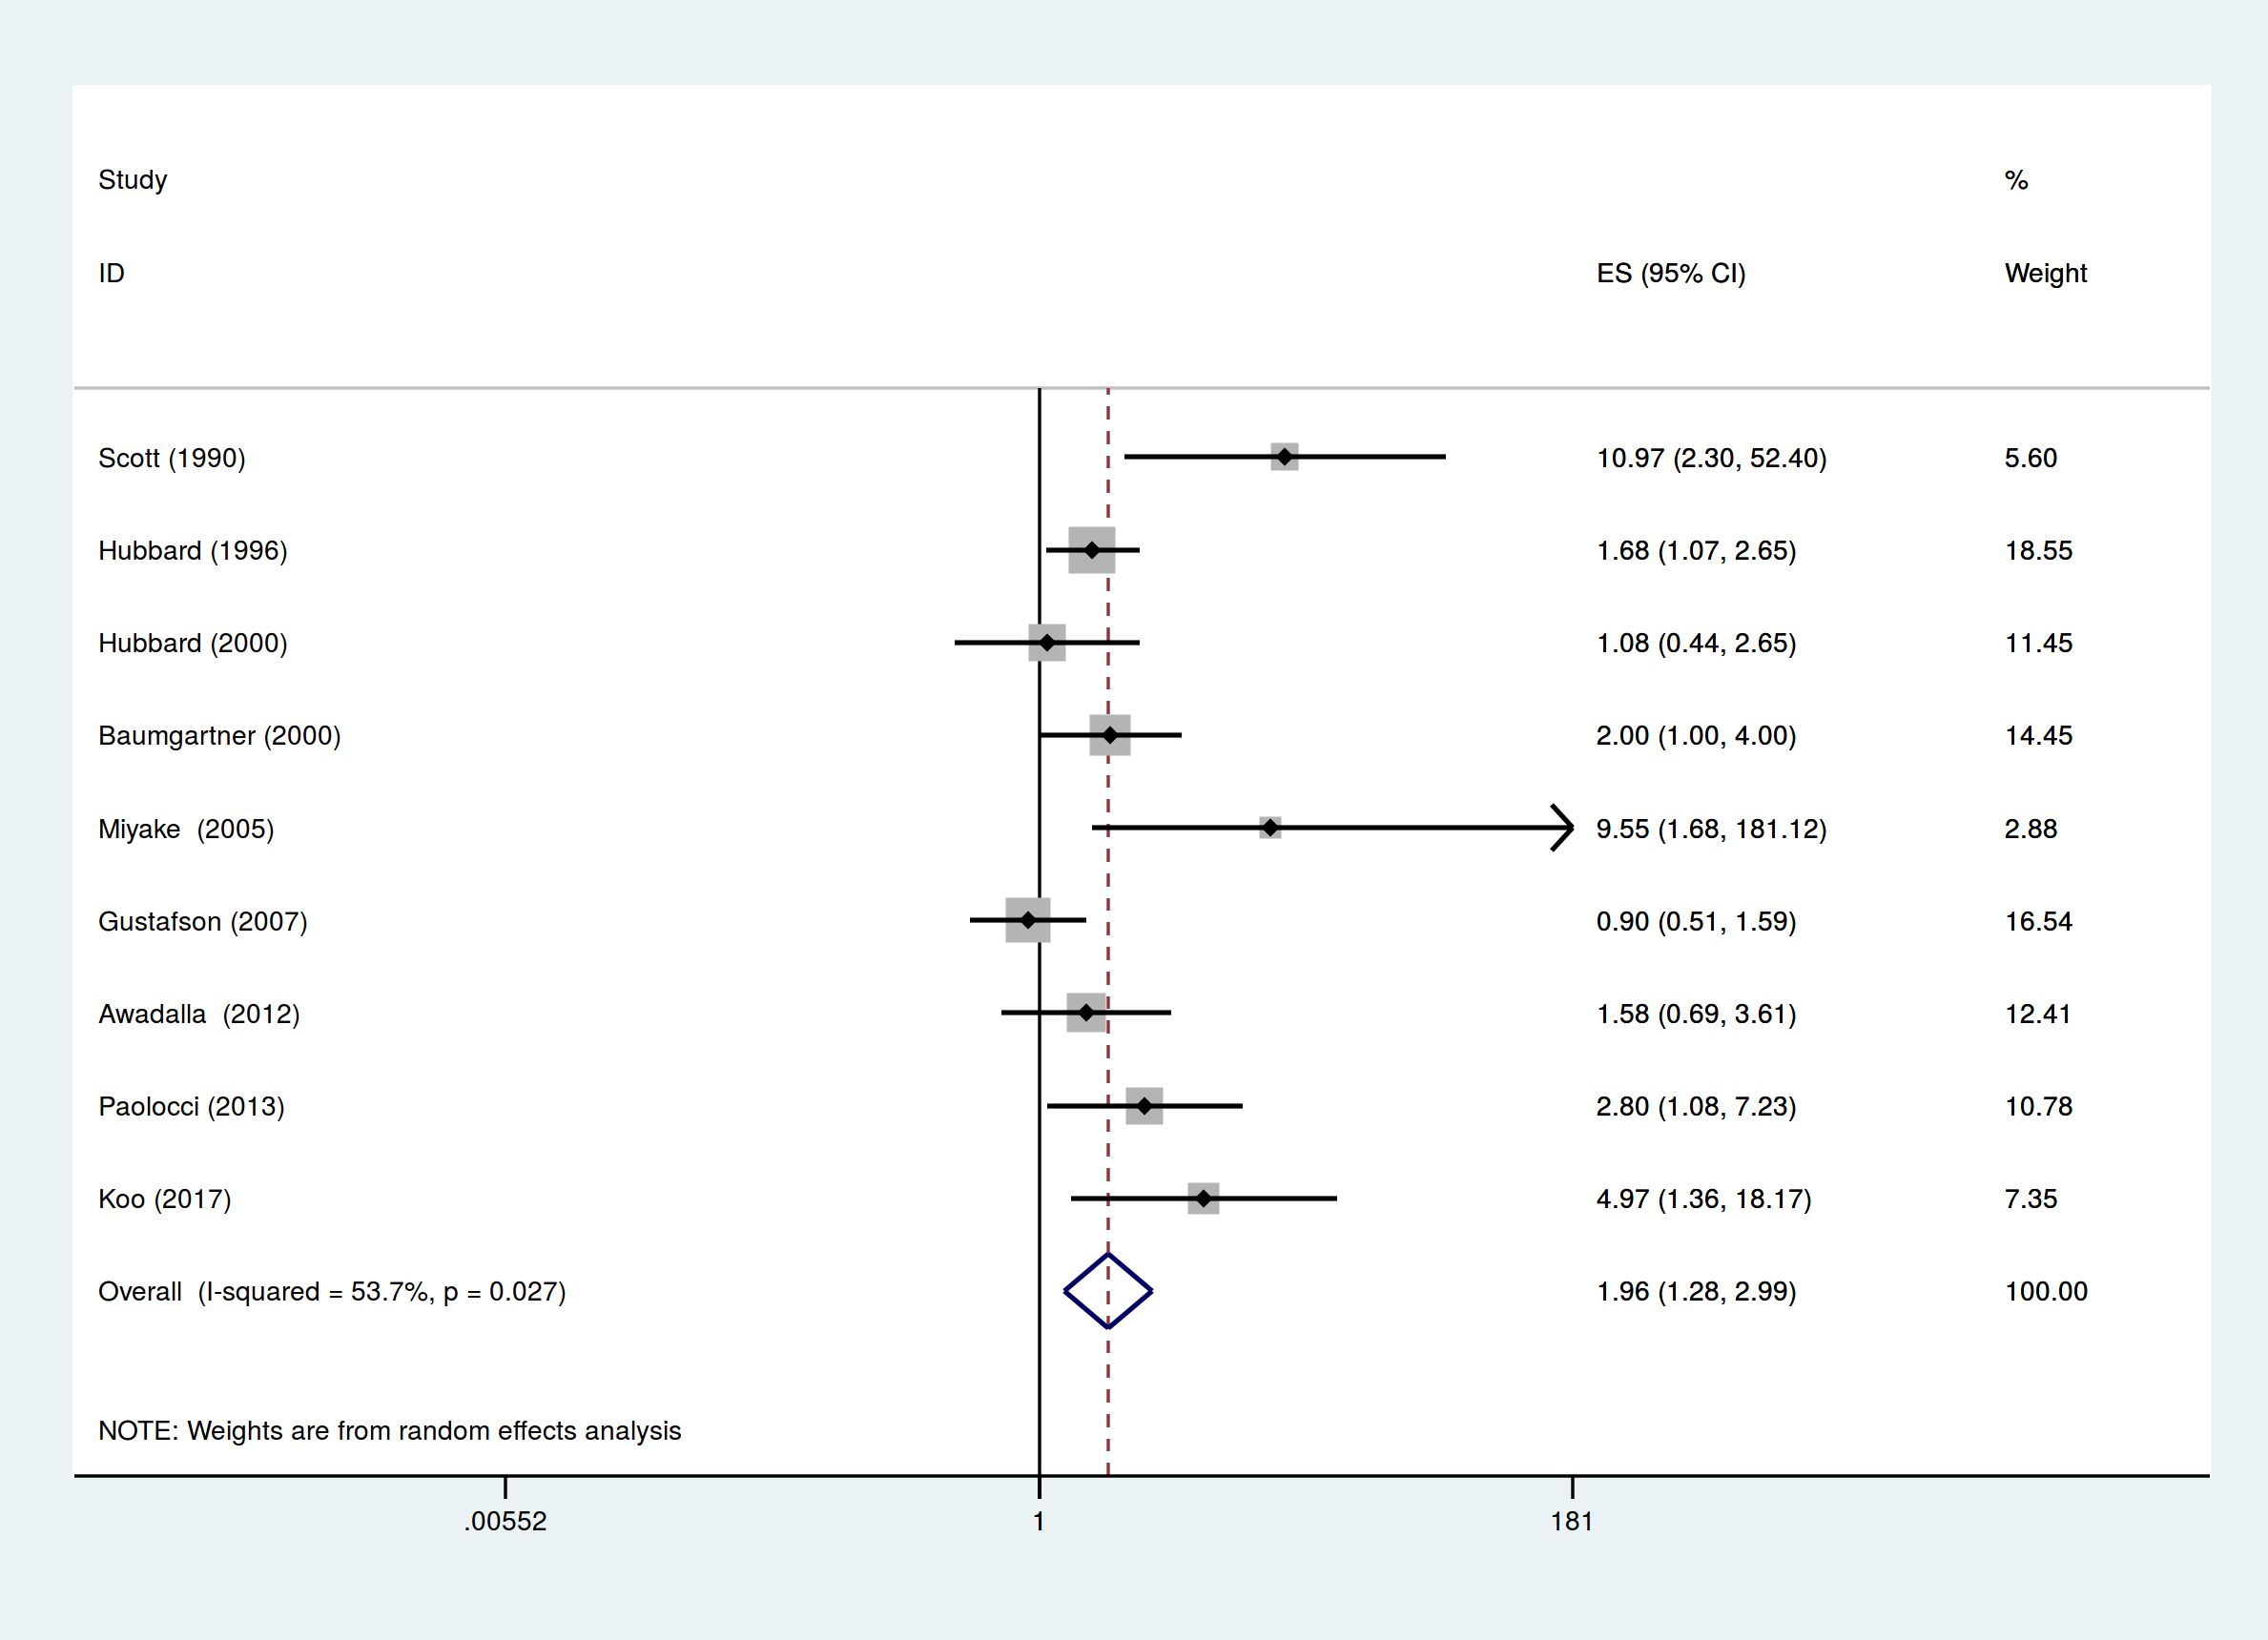 Study %
ID ES (95% CI) Weight
Scott (1990) 10.97 (2.30, 52.40) 5.60
Hubbard (1996) 1.68 (1.07, 2.65) 18.55
Hubbard (2000) 1.08 (0.44, 2.65) 11.45
Baumgartner (2000) 2.00 (1.00, 4.00) 14.45
Miyake (2005) 9.55 (1.68, 181.12) 2.88
Gustafson (2007) 0.90 (0.51, 1.59) 16.54
Awadalla (2012) 1.58 (0.69, 3.61) 12.41
Paolocci (2013) 2.80 (1.08, 7.23) 10.78
Koo (2017) 4.97 (1.36, 18.17) 7.35
Overall (I-squared = 53.7%, p = 0.027) 1.96 (1.28, 2.99) 100.00
NOTE: Weights are from random effects analysis
.00552 1 181